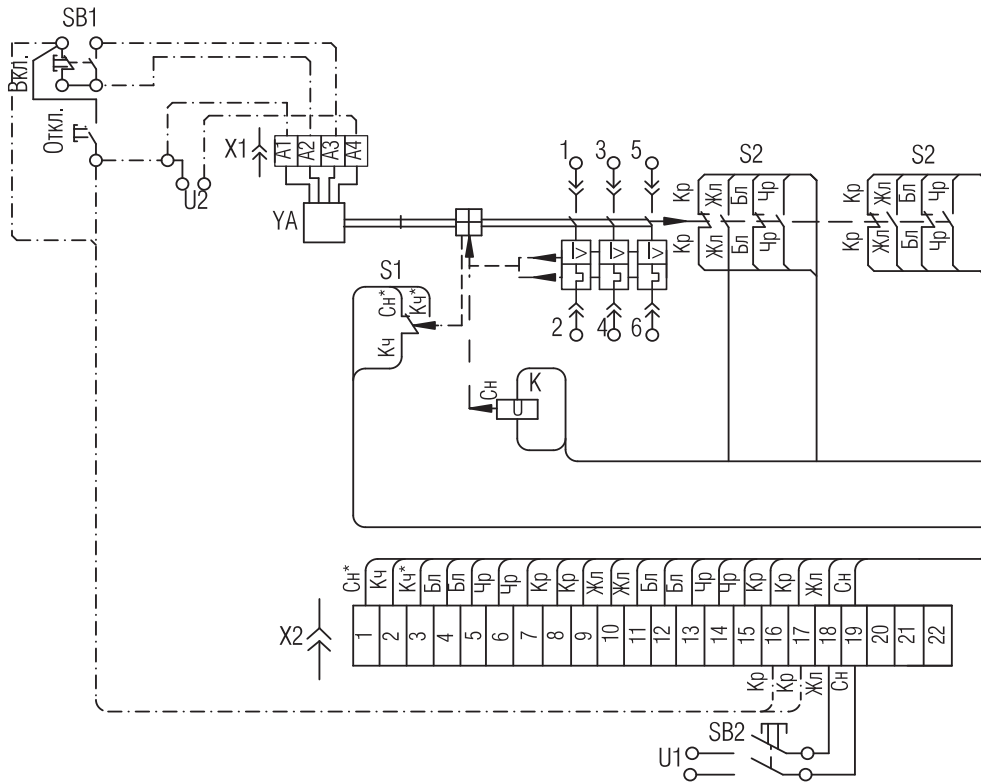 SB1
Вкл.
Откл.
X1
A1 A2 A3 A4
U2
YA
1 3 5
2 4 6
S2
Кр Жл Бл Чр
Кр Жл Бл Чр
S2
Кр Жл Бл Чр
Кр Жл Бл Чр
S1
Сн* Кч*
Кч
Сн
K
U
Сн* Кч Кч* Бл Бл Чр Чр Кр Кр Жл Жл Бл Бл Чр Чр Кр Кр Жл Сн
X2
1 2 3 4 5 6 7 8 9 10 11 12 13 14 15 16 17 18 19 20 21 22
Кр Кр Жл Сн
SB2
U1